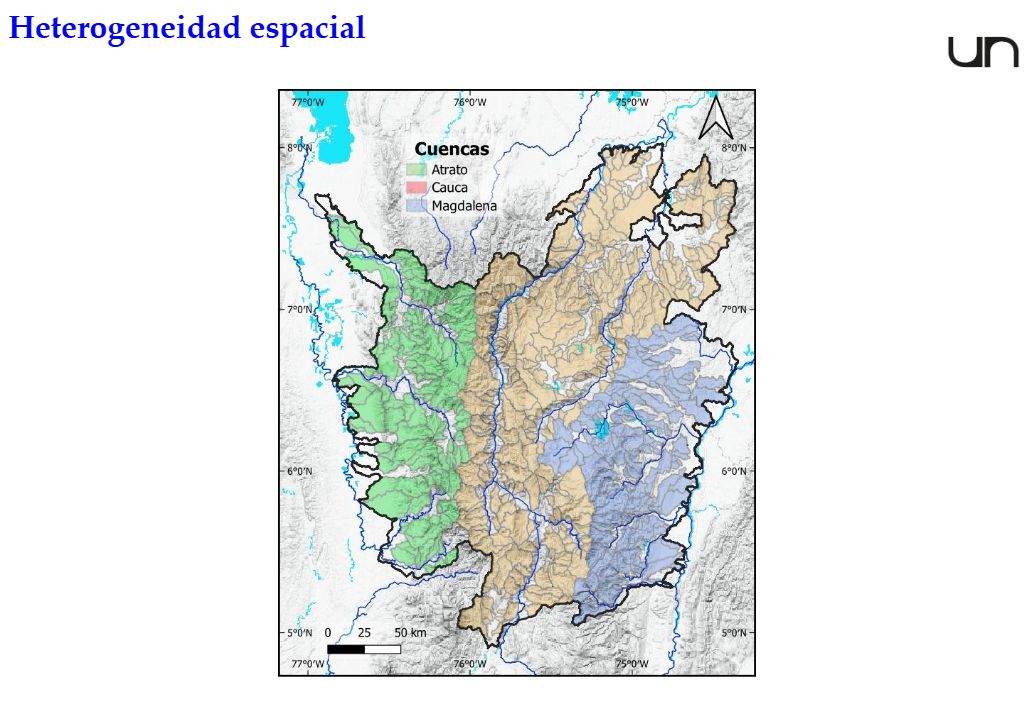 Heterogeneidad espacial
un
77°0'W 76°0'W 75°0'W
8°0'N 8°0'N
Cuencas
Atrato
Cauca
Magdalena
7°0'N 7°0'N
6°0'N 6°0'N
5°0'N 5°0'N
0 25 50 km
77°0'W 76°0'W 75°0'W